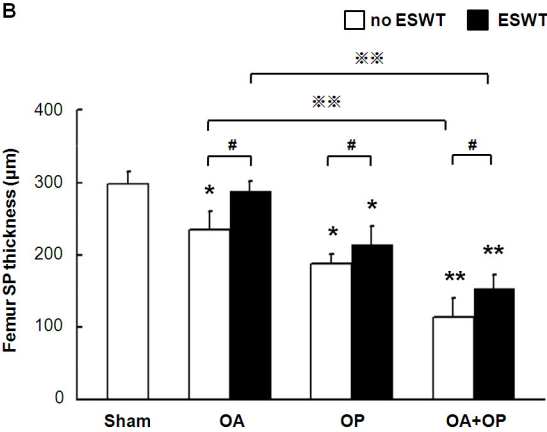 B
no ESWT ESWT
※※
※※
# # #
* * * ** **
Femur SP thickness (μm)
400
300
200
100
0
Sham OA OP OA+OP